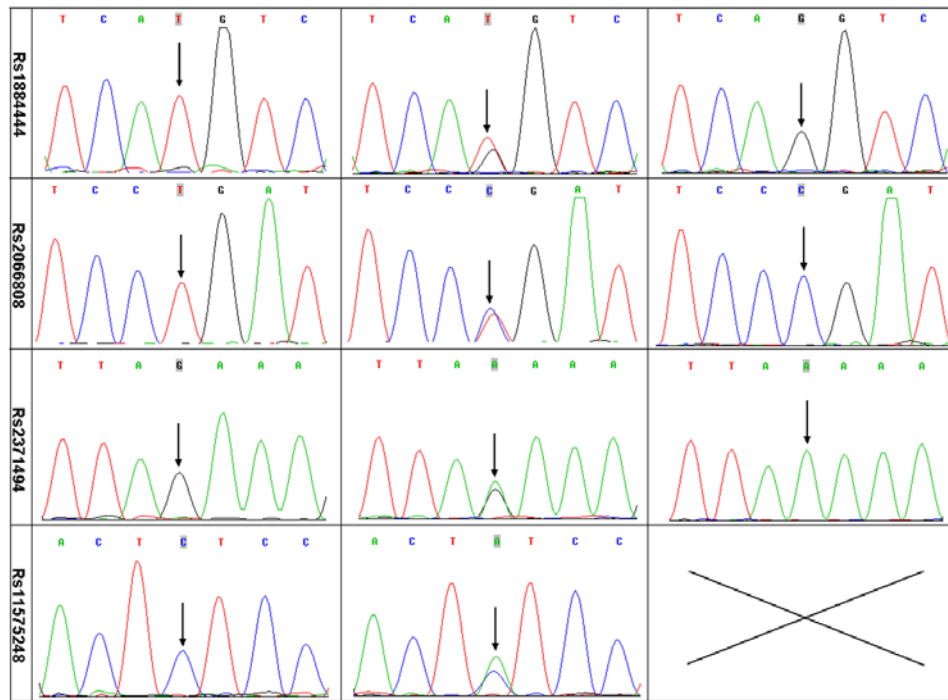 Rs1884444
T C A T G T C
T C A T G T C
T C A G G T C
Rs2066808
T C C T G A T
T C C C G A T
T C C C G A T
Rs2371494
T T A G A A A
T T A A A A A
T T A A A A A
Rs11575248
A C T C T C C
A C T A T C C